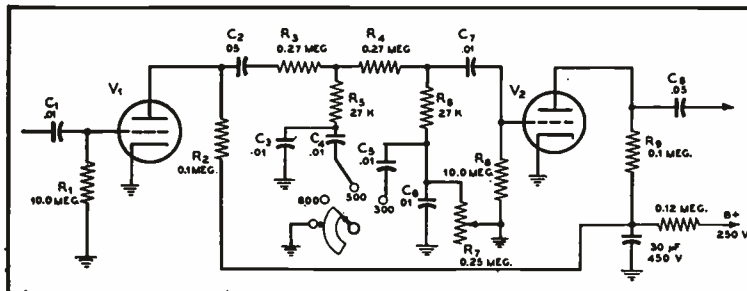 C1
.01
R1
10.0 MEG.
V1
C2
.05
R2
0.1 MEG.
R3
0.27 MEG.
R4
0.27 MEG.
R5
27 K
C3
.01
C4
.01
800
500
300
R6
27 K
C5
.01
C6
01
R7
0.25 MEG.
C7
.01
R8
10.0 MEG.
V2
C8
.05
R9
0.1 MEG.
0.12 MEG.
B+
250 V
30 µF
450 V